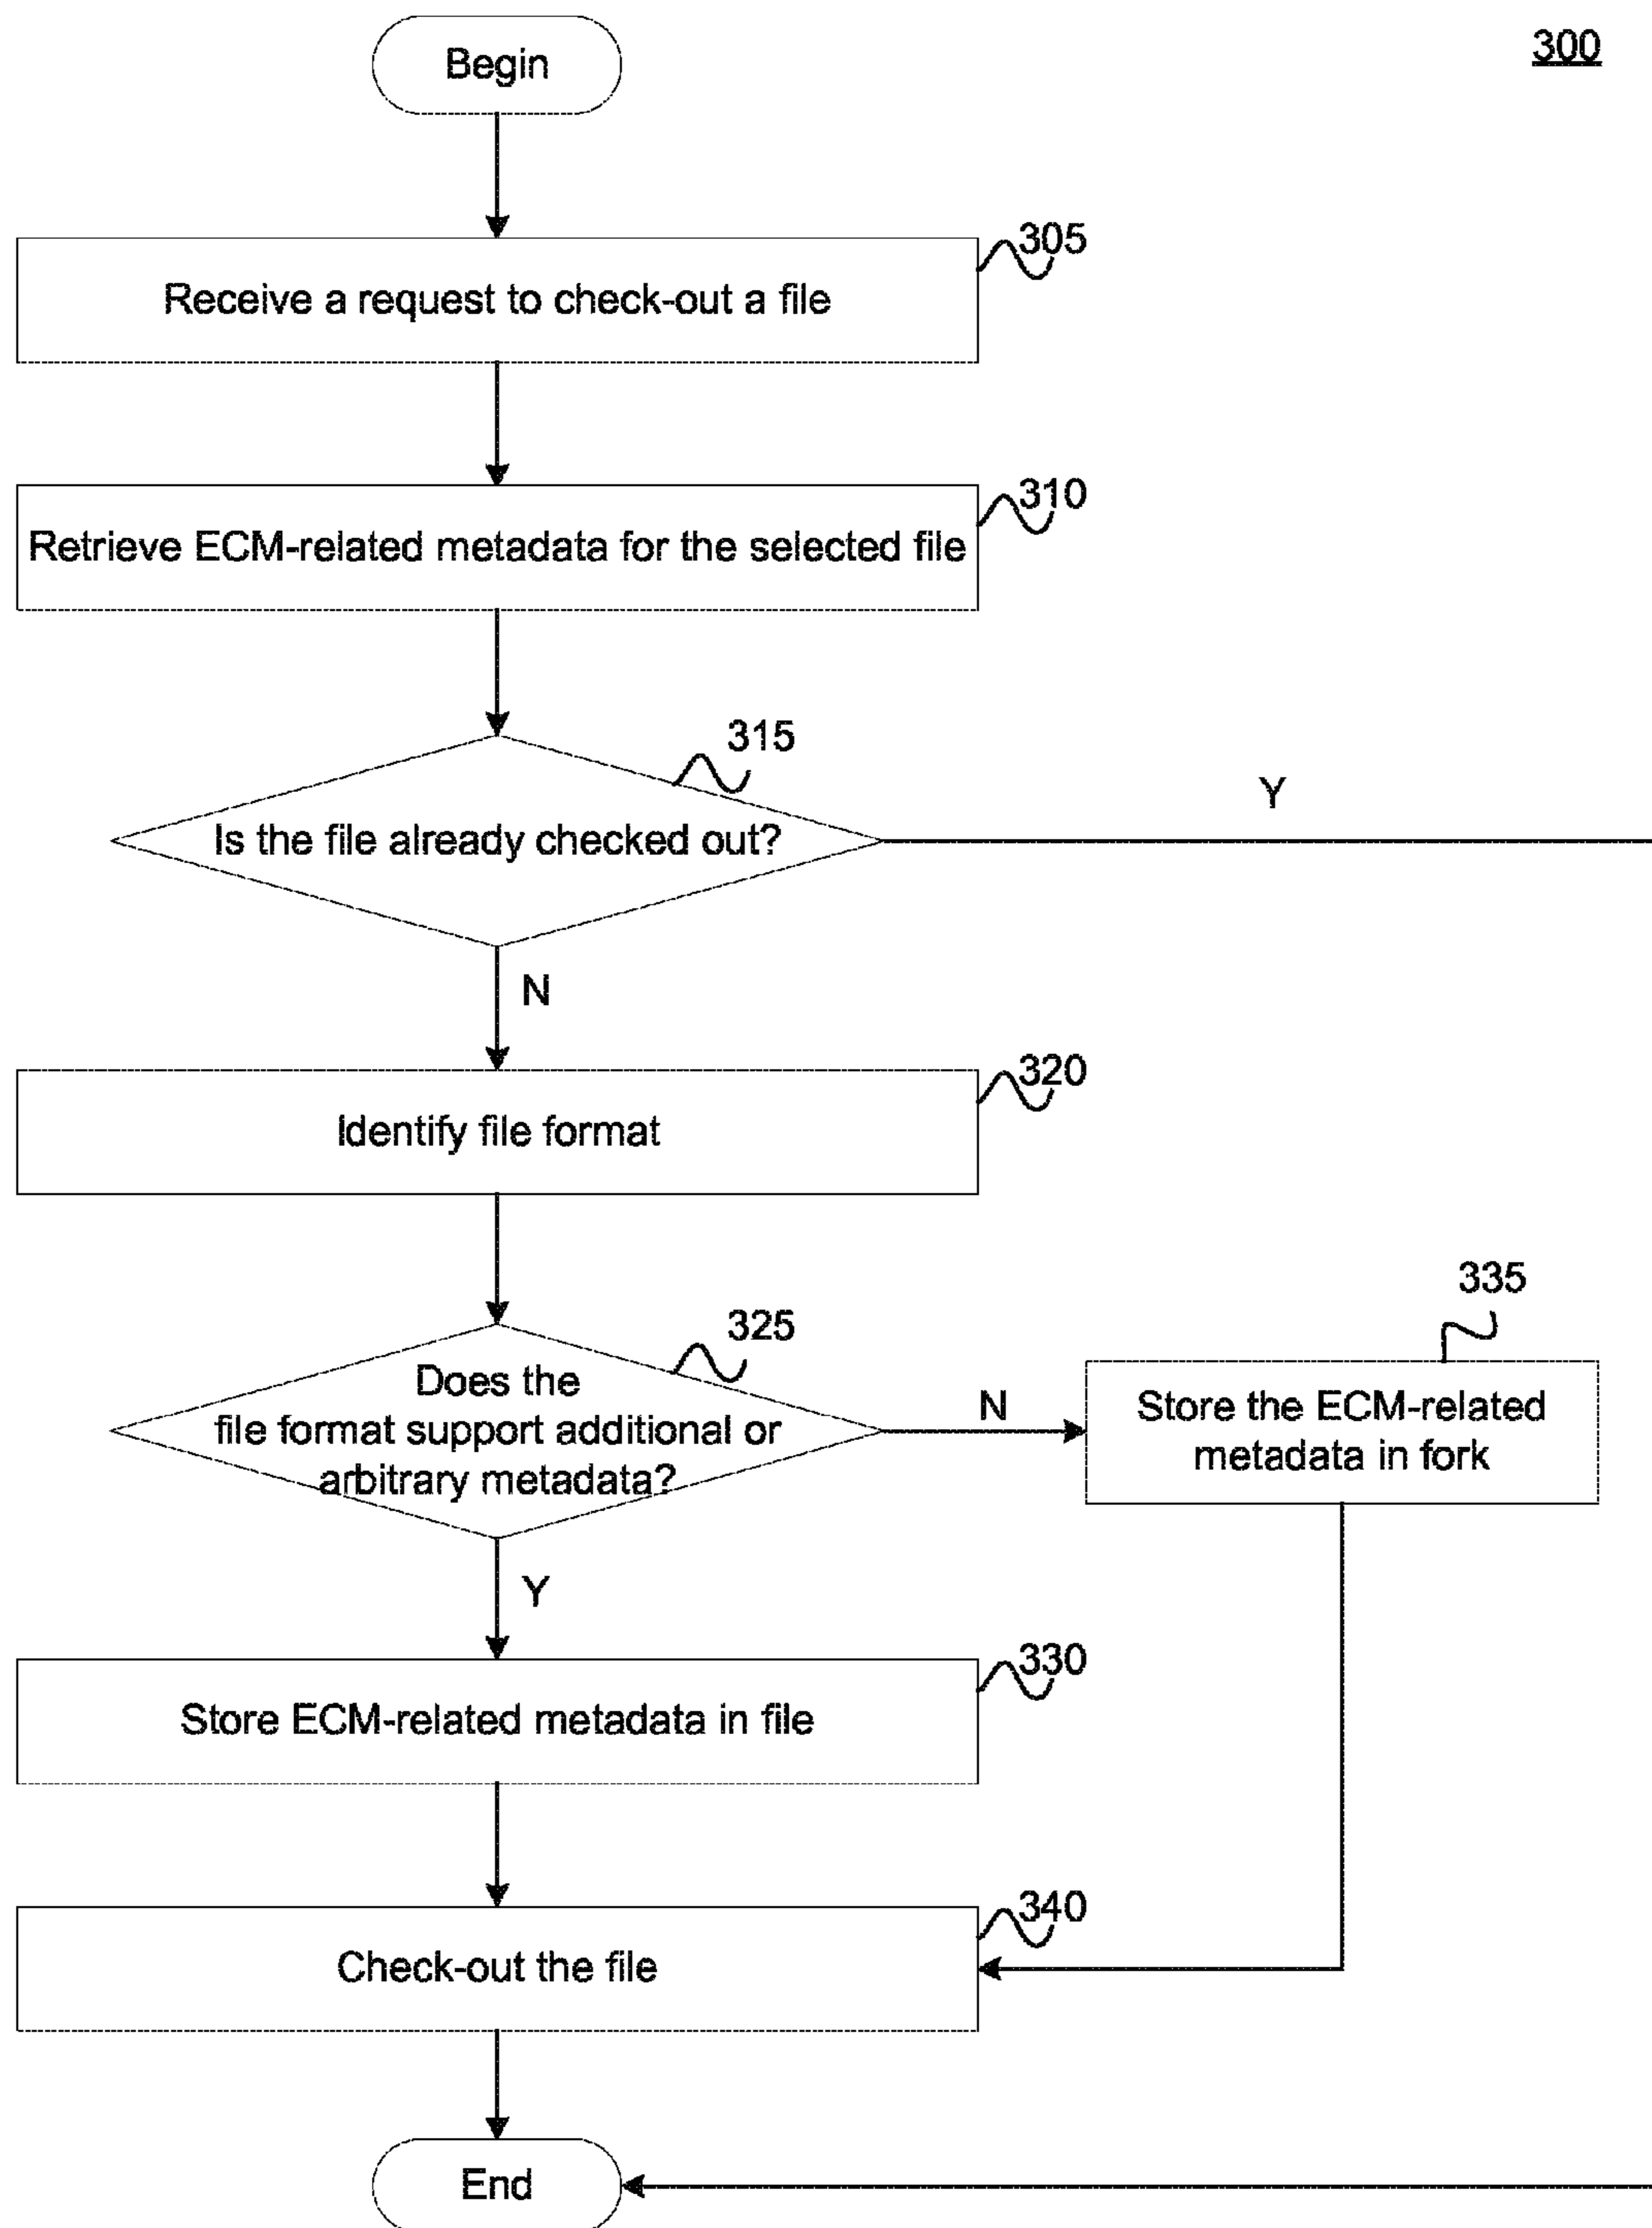 300
Begin
305
Receive a request to check-out a file
310
Retrieve ECM-related metadata for the selected file
315
Is the file already checked out?
Y
N
320
Identify file format
325
Does the
file format support additional or
arbitrary metadata?
N
335
Store the ECM-related
metadata in fork
Y
330
Store ECM-related metadata in file
340
Check-out the file
End